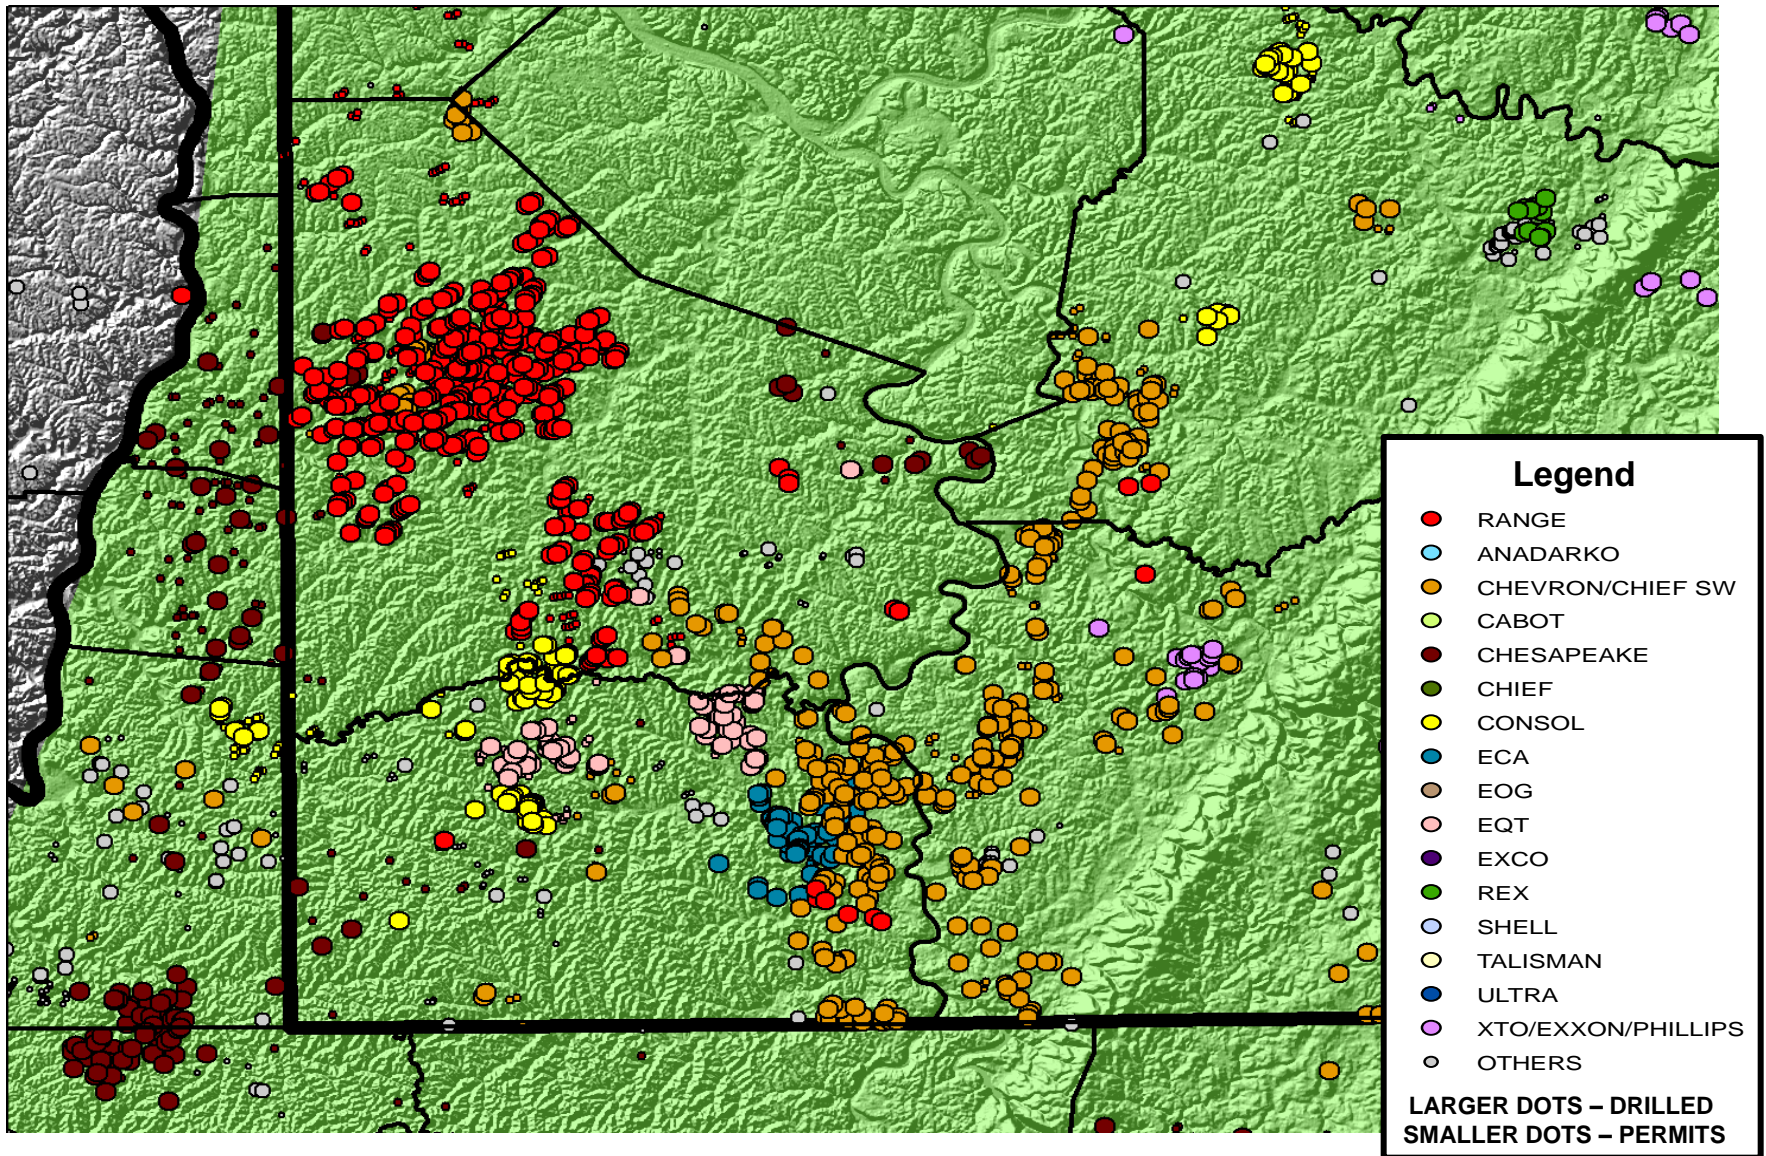 Legend
RANGE
ANADARKO
CHEVRON/CHIEF SW
CABOT
CHESAPEAKE
CHIEF
CONSOL
ECA
EOG
EQT
EXCO
REX
SHELL
TALISMAN
ULTRA
XTO/EXXON/PHILLIPS
OTHERS
LARGER DOTS – DRILLED
SMALLER DOTS – PERMITS